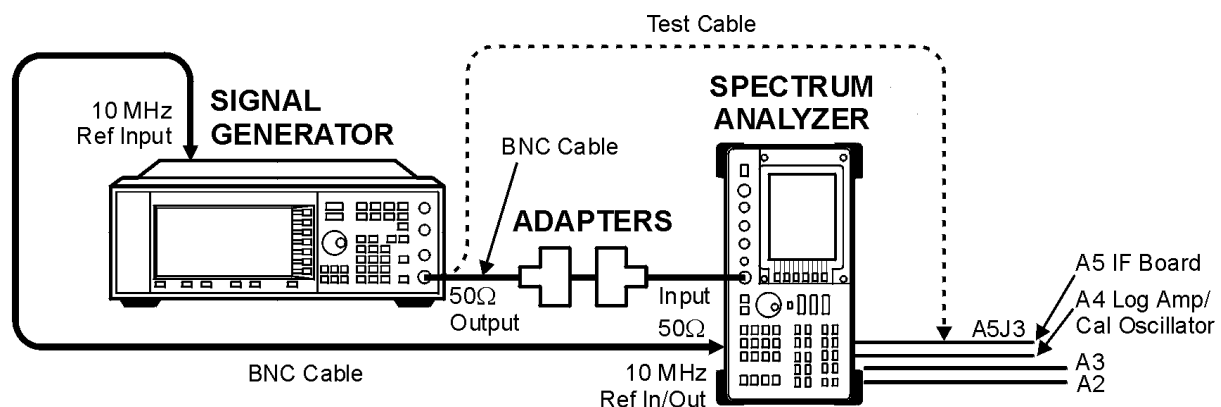 Test Cable
10 MHz
Ref Input
SIGNAL
GENERATOR
SPECTRUM
ANALYZER
BNC Cable
ADAPTERS
50Ω
Output
Input
50Ω
A5 IF Board
A4 Log Amp/
Cal Oscillator
A5J3
A3
A2
BNC Cable
10 MHz
Ref In/Out